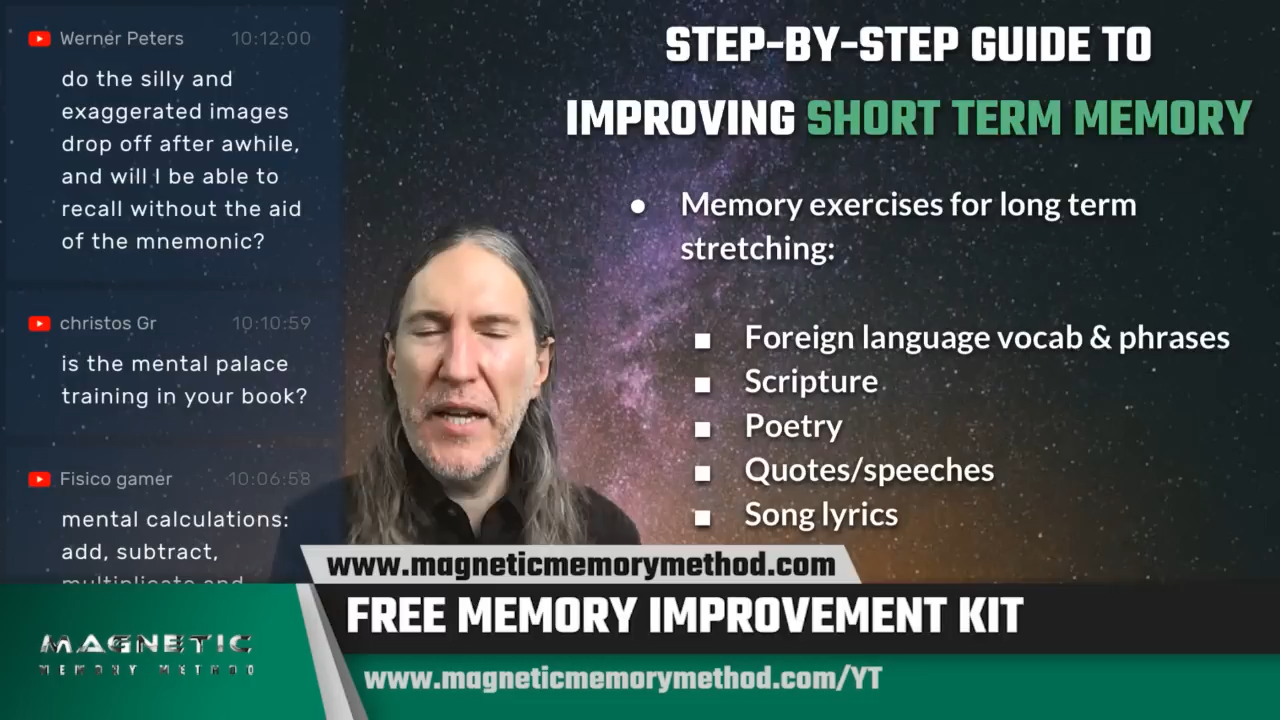 Werner Peters 10:12:00
do the silly and
exaggerated images
drop off after awhile,
and will I be able to
recall without the aid
of the mnemonic?
christos Gr 10:10:59
is the mental palace
training in your book?
Fisico gamer 10:06:58
mental calculations:
add, subtract,
multiplicate and
STEP-BY-STEP GUIDE TO
IMPROVING SHORT TERM MEMORY
● Memory exercises for long term
stretching:
■ Foreign language vocab & phrases
■ Scripture
■ Poetry
■ Quotes/speeches
■ Song lyrics
www.magneticmemorymethod.com
FREE MEMORY IMPROVEMENT KIT
www.magneticmemorymethod.com/YT
MAGNETIC
MEMORY METHOD